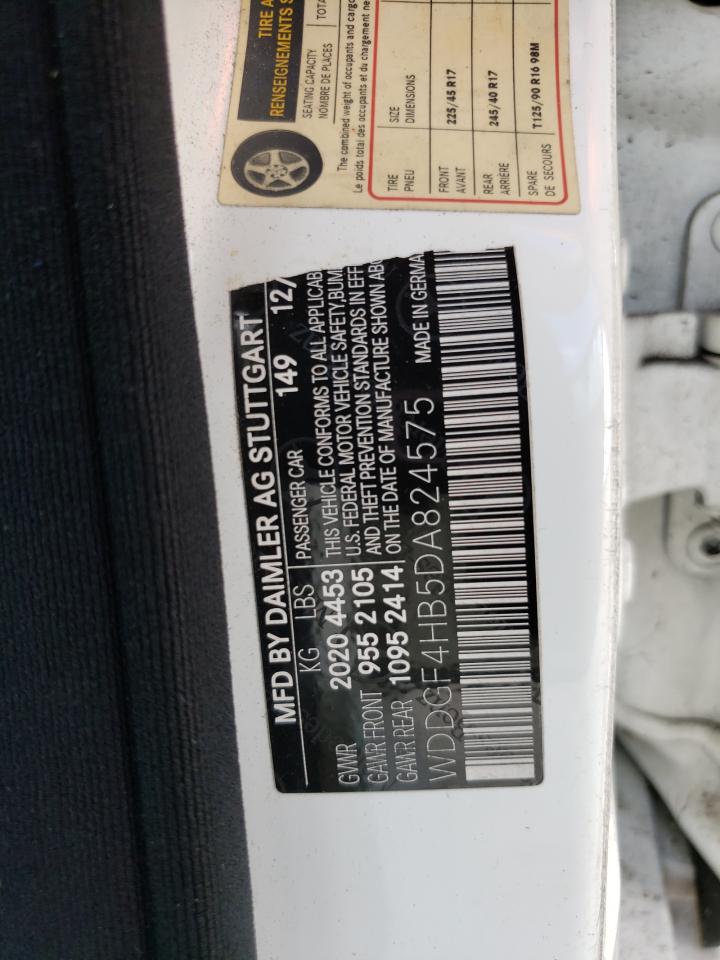 TIRE A
RENSEIGNEMENTS S
SEATING CAPACITY
NOMBRE DE PLACES
TOTA
The combined weight of occupants and cargo
Le poids total des occupants et du chargement ne
TIRE
PNEU
SIZE
DIMENSIONS
FRONT
AVANT
225/45 R17
REAR
ARRIÈRE
245/40 R17
SPARE
DE SECOURS
T125/90 R16 98M
MFD BY DAIMLER AG STUTTGART
KG LBS PASSENGER CAR 149 12/
GVWR 2020 4453 THIS VEHICLE CONFORMS TO ALL APPLICAB
U.S. FEDERAL MOTOR VEHICLE SAFETY,BUM
GAWR FRONT 955 2105 AND THEFT PREVENTION STANDARDS IN EFF
GAWR REAR 1095 2414 ON THE DATE OF MANUFACTURE SHOWN ABO
WDDGF4HB5DA824575 MADE IN GERMA